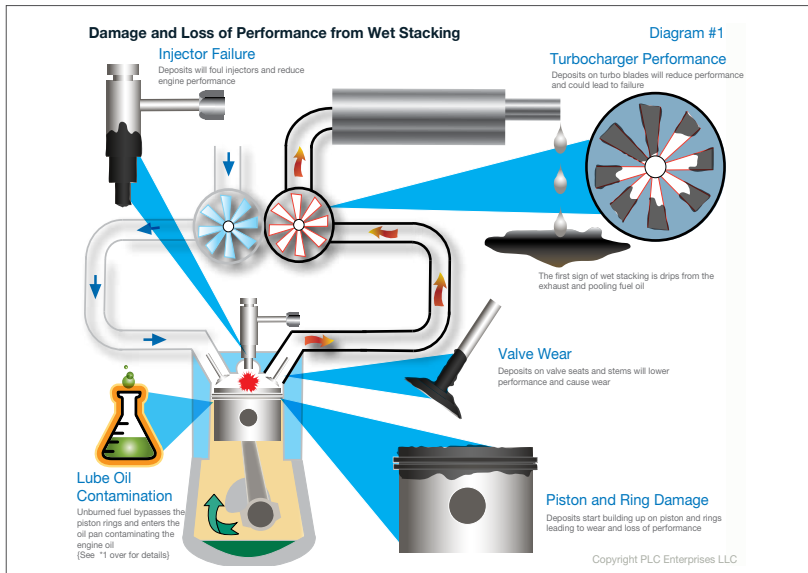 Damage and Loss of Performance from Wet Stacking
Diagram #1
Injector Failure
Deposits will foul injectors and reduce
engine performance
Turbocharger Performance
Deposits on turbo blades will reduce performance
and could lead to failure
The first sign of wet stacking is drips from the
exhaust and pooling fuel oil
Valve Wear
Deposits on valve seats and stems will lower
performance and cause wear
Lube Oil
Contamination
Unburned fuel bypasses the
piston rings and enters the
oil pan contaminating the
engine oil
{See *1 over for details}
Piston and Ring Damage
Deposits start building up on piston and rings
leading to wear and loss of performance
Copyright PLC Enterprises LLC